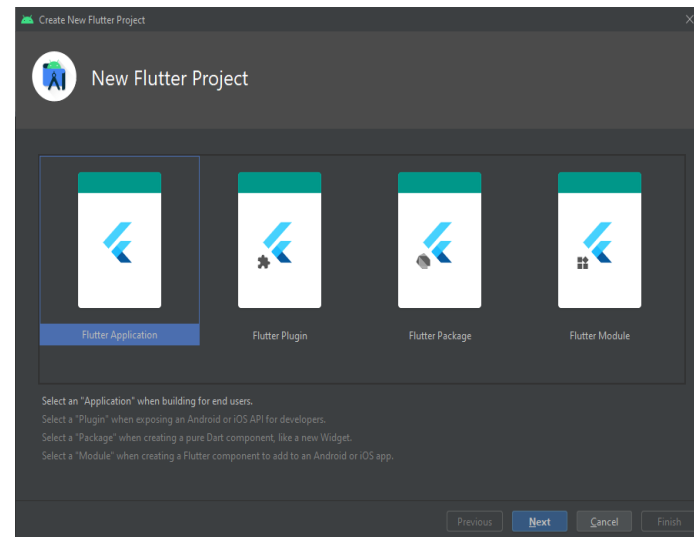 Create New Flutter Project
New Flutter Project
Flutter Application
Flutter Plugin
Flutter Package
Flutter Module
Select an "Application" when building for end users.
Select a "Plugin" when exposing an Android or iOS API for developers.
Select a "Package" when creating a pure Dart component, like a new Widget.
Select a "Module" when creating a Flutter component to add to an Android or iOS app.
Previous Next Cancel Finish